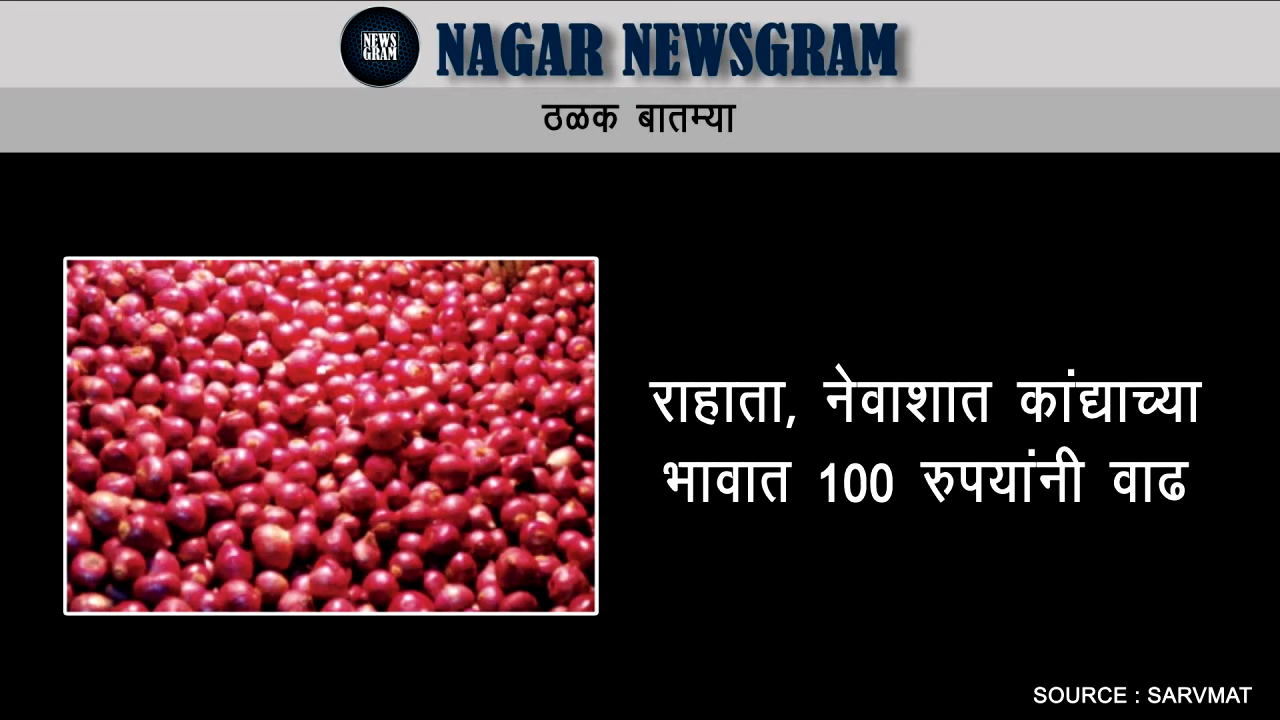 NEWS
GRAM
NAGAR NEWSGRAM
ठळक बातम्या
राहाता, नेवाशात कांद्याच्या
भावात 100 रुपयांनी वाढ
SOURCE : SARVMAT